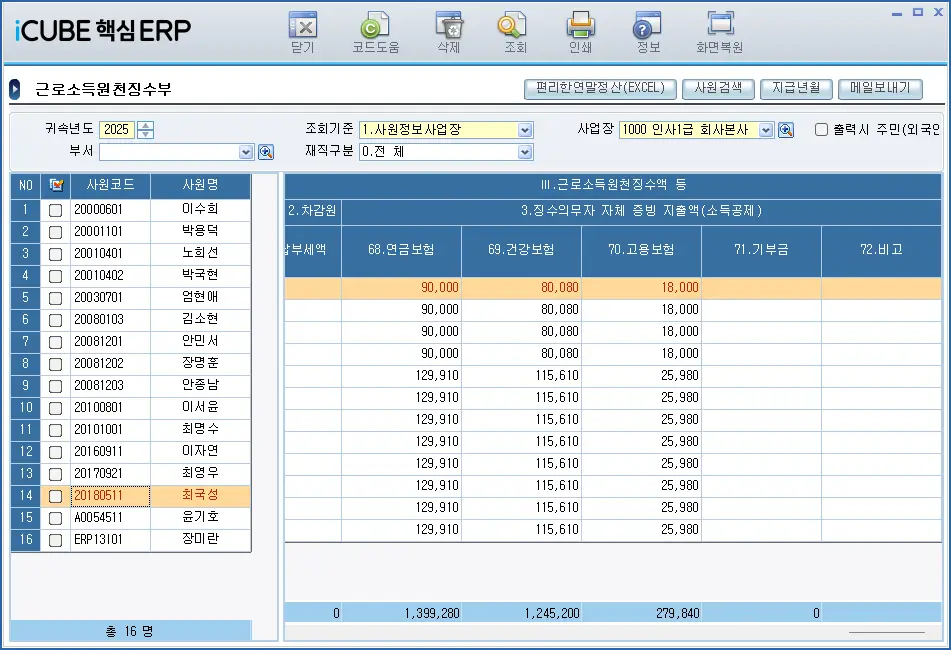 iCUBE 핵심ERP
닫기 코드도움 삭제 조회 인쇄 정보 화면복원
근로소득원천징수부 편리한연말정산(EXCEL) 사원검색 지급년월 메일보내기
귀속년도 2025 조회기준 1.사원정보사업장 사업장 1000 인사1급 회사본사 출력시 주민(외국인
부서 재직구분 0.전 체
NO 사원코드 사원명 III.근로소득원천징수액 등
2.차감원 3.징수의무자 자체 증빙 지출액(소득공제)
납부세액 68.연금보험 69.건강보험 70.고용보험 71.기부금 72.비고
1 20000601 이수희
2 20001101 박용덕
3 20010401 노희선
4 20010402 박국현
5 20030701 엄현애
6 20080103 김소현
7 20081201 안민서
8 20081202 장명훈
9 20081203 안종남
10 20100801 이서윤
11 20101001 최명수
12 20160911 이자연
13 20170921 최영우
14 20180511 최국성
15 A0054511 윤기호
16 ERP13I01 장미란
총 16 명
90,000 80,080 18,000
90,000 80,080 18,000
90,000 80,080 18,000
90,000 80,080 18,000
129,910 115,610 25,980
129,910 115,610 25,980
129,910 115,610 25,980
129,910 115,610 25,980
129,910 115,610 25,980
129,910 115,610 25,980
129,910 115,610 25,980
129,910 115,610 25,980
0 1,399,280 1,245,200 279,840 0